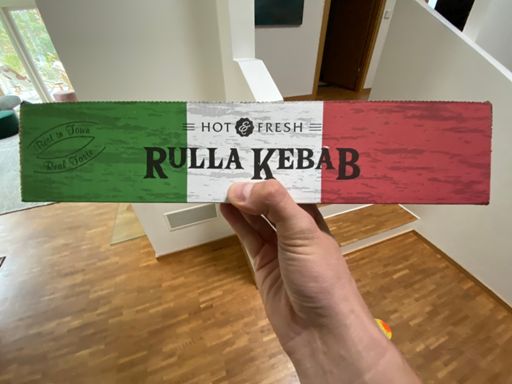 Best in Town
Real Taste
HOT & FRESH
RULLA KEBAB